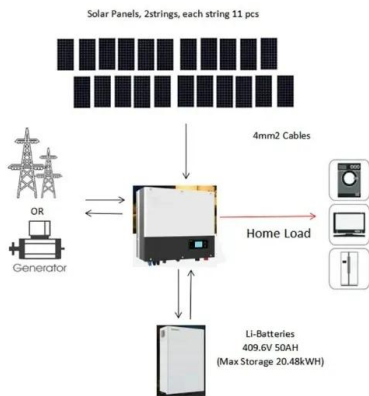 Solar Panels, 2strings, each string 11 pcs
4mm2 Cables
OR
Generator
Home Load
Li-Batteries
409.6V 50AH
(Max Storage 20.48kWH)